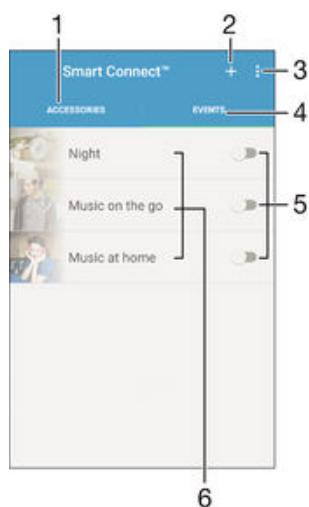 1
2
Smart Connect™
+
3
ACCESSORIES
EVENTS
4
Night
Music on the go
5
Music at home
6